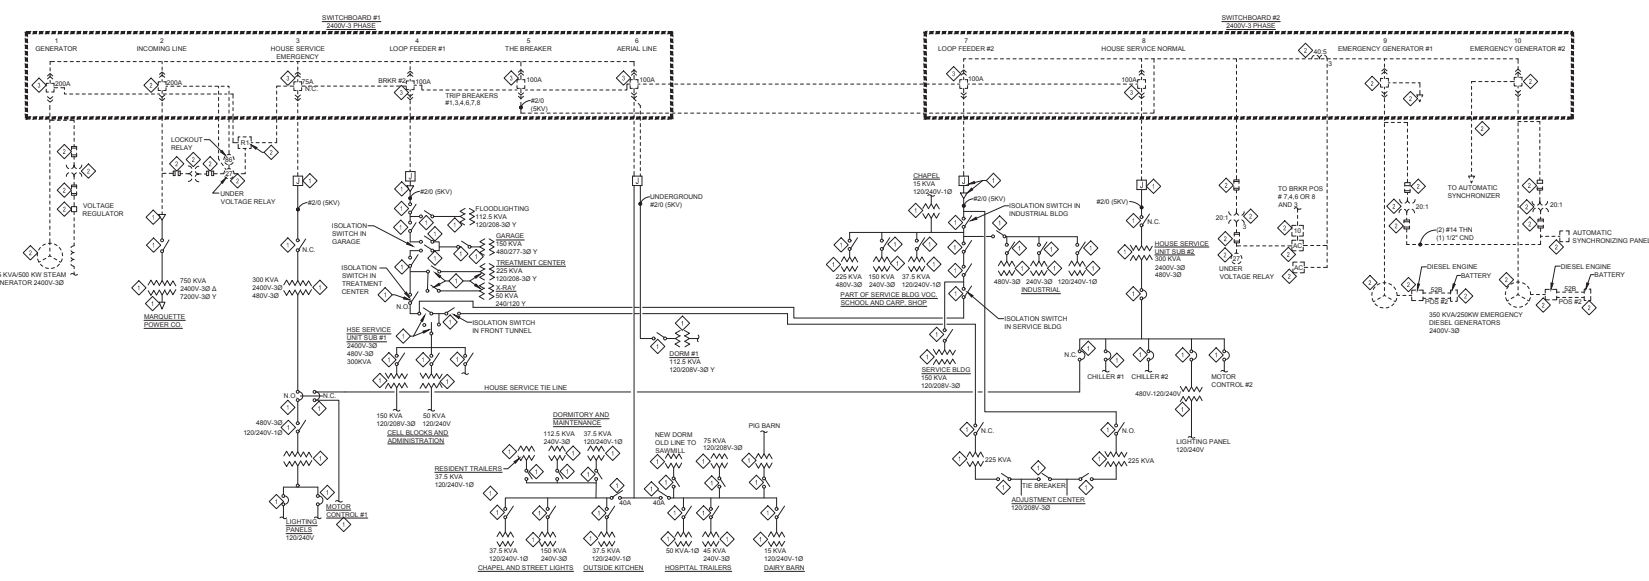 SWITCHBOARD #1
2400V-3 PHASE
SWITCHBOARD #2
2400V-3 PHASE
1
GENERATOR
2
INCOMING LINE
3
HOUSE SERVICE
EMERGENCY
4
LOOP FEEDER #1
5
THE BREAKER
6
AERIAL LINE
7
LOOP FEEDER #2
8
HOUSE SERVICE NORMAL
9
EMERGENCY GENERATOR #1
10
EMERGENCY GENERATOR #2
40:5
3
200A
200A
75A
N.C.
BRKR #2
100A
100A
100A
100A
100A
TRIP BREAKERS
#1,3,4,6,7,8
#2/0
(5KV)
LOCKOUT
RELAY
R1
86
27
UNDER
VOLTAGE RELAY
VOLTAGE
REGULATOR
KVA/500 KW STEAM
NERATOR 2400V-3Ø
750 KVA
2400V-3Ø Δ
7200V-3Ø Y
MARQUETTE
POWER CO.
J
#2/0 (5KV)
N.C.
300 KVA
2400V-3Ø
480V-3Ø
J
#2/0 (5KV)
FLOODLIGHTING
112.5 KVA
120/208-3Ø Y
ISOLATION
SWITCH IN
GARAGE
GARAGE
150 KVA
480/277-3Ø Y
TREATMENT CENTER
225 KVA
120/208-3Ø Y
X-RAY
50 KVA
240/120 Y
ISOLATION
SWITCH IN
TREATMENT
CENTER
N.O.
ISOLATION SWITCH
IN FRONT TUNNEL
HSE SERVICE
UNIT SUB #1
2400V-3Ø
480V-3Ø
300KVA
J
UNDERGROUND
#2/0 (5KV)
DORM #1
112.5 KVA
120/208V-3Ø Y
HOUSE SERVICE TIE LINE
N.O.
N.C.
480V-3Ø
120/240V-1Ø
LIGHTING
PANELS
120/240V
MOTOR
CONTROL #1
150 KVA
120/208V-3Ø
50 KVA
120/240V
CELL BLOCKS AND
ADMINISTRATION
DORMITORY AND
MAINTENANCE
112.5 KVA
240V-3Ø
37.5 KVA
120/240V-1Ø
RESIDENT TRAILERS
37.5 KVA
120/240V-1Ø
NEW DORM
OLD LINE TO
SAWMILL
75 KVA
120/208V-3Ø
PIG BARN
40A
40A
37.5 KVA
120/240V-1Ø
150 KVA
240V-3Ø
CHAPEL AND STREET LIGHTS
37.5 KVA
120/240V-1Ø
OUTSIDE KITCHEN
50 KVA-1Ø
45 KVA
240V-3Ø
HOSPITAL TRAILERS
15 KVA
120/240V-1Ø
DAIRY BARN
CHAPEL
15 KVA
120/240V-1Ø
J
#2/0 (5KV)
ISOLATION SWITCH IN
INDUSTRIAL BLDG
225 KVA
480V-3Ø
150 KVA
240V-3Ø
37.5 KVA
120/240V-1Ø
PART OF SERVICE BLDG VOC.
SCHOOL AND CARP. SHOP
480V-3Ø
240V-3Ø
120/240V-1Ø
INDUSTRIAL
ISOLATION SWITCH
IN SERVICE BLDG
SERVICE BLDG
150 KVA
120/208V-3Ø
J
#2/0 (5KV)
N.C.
HOUSE SERVICE
UNIT SUB #2
300 KVA
2400V-3Ø
480V-3Ø
N.C.
CHILLER #1
CHILLER #2
MOTOR
CONTROL #2
480V-120/240V
LIGHTING PANEL
120/240V
N.C.
N.O.
225 KVA
225 KVA
TIE BREAKER
ADJUSTMENT CENTER
120/208V-3Ø
20:1
3
27
UNDER
VOLTAGE RELAY
TO BRKR POS
# 7,4,6 OR 8
AND 3
10
AC
AC
20:1
TO AUTOMATIC
SYNCHRONIZER
20:1
(2) #14 THN
(1) 1/2" CND
AUTOMATIC
SYNCHRONIZING PANEL
DIESEL ENGINE
BATTERY
52B
POS #2
DIESEL ENGINE
BATTERY
52B
POS #2
350 KVA/250KW EMERGENCY
DIESEL GENERATORS
2400V-3Ø